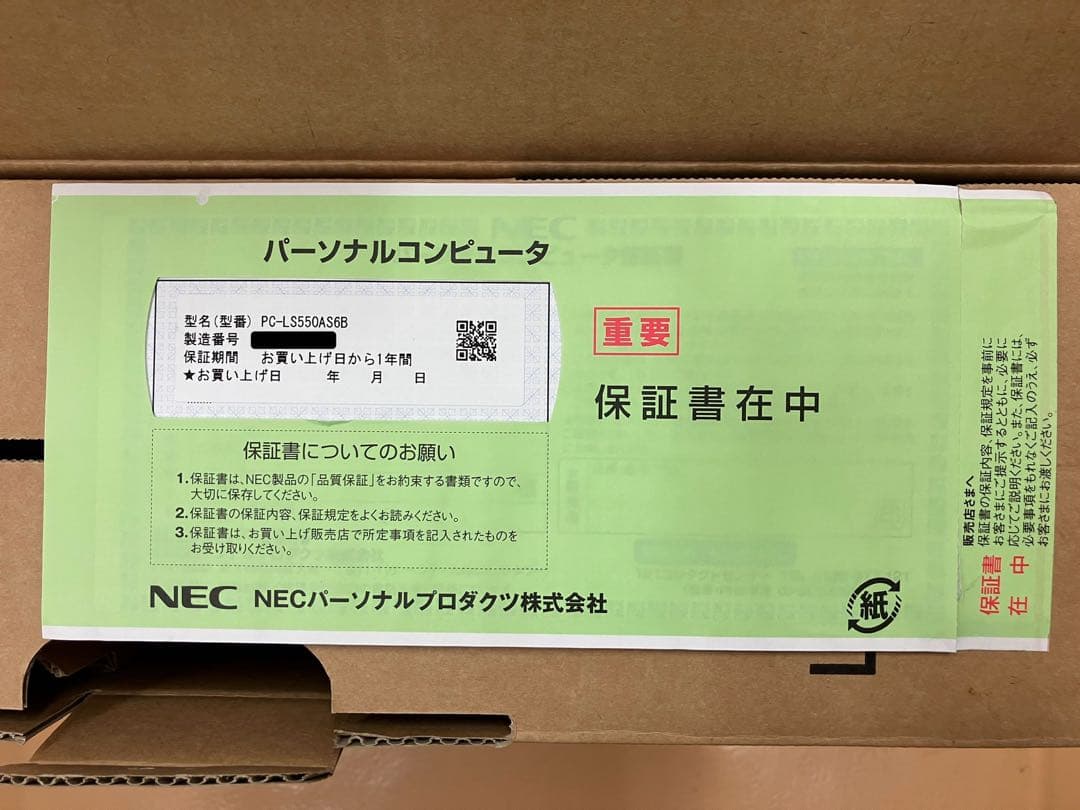 パーソナルコンピュータ
型名(型番) PC-LS550AS6B
製造番号
保証期間 お買い上げ日から1年間
★お買い上げ日 年 月 日
重要
保証書在中
保証書についてのお願い
1.保証書は、NEC製品の「品質保証」をお約束する書類ですので、
大切に保存してください。
2.保証書の保証内容、保証規定をよくお読みください。
3.保証書は、お買い上げ販売店で所定事項を記入されたものを
お受け取りください。
NEC NECパーソナルプロダクツ株式会社
紙
販売店さまへ
保証書の保証内容、保証規定を事前に
お客さまにご提示するとともに、必要に
応じてご説明ください。また、保証書には、
必要事項をもれなくご記入のうえ、必ず
お客さまにお渡しください。
保証書
在中